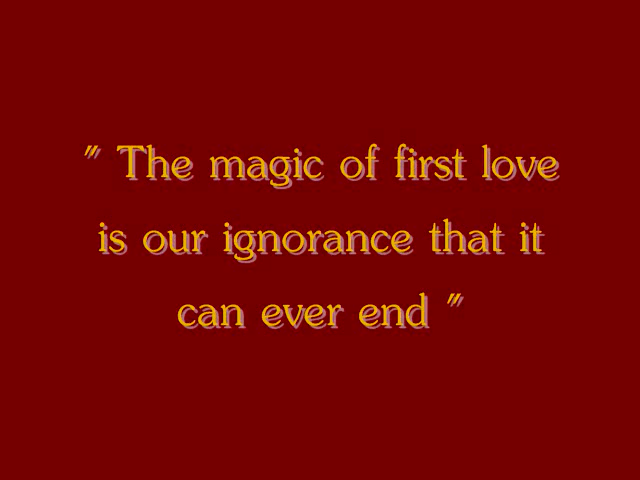 " The magic of first love
is our ignorance that it
can ever end "